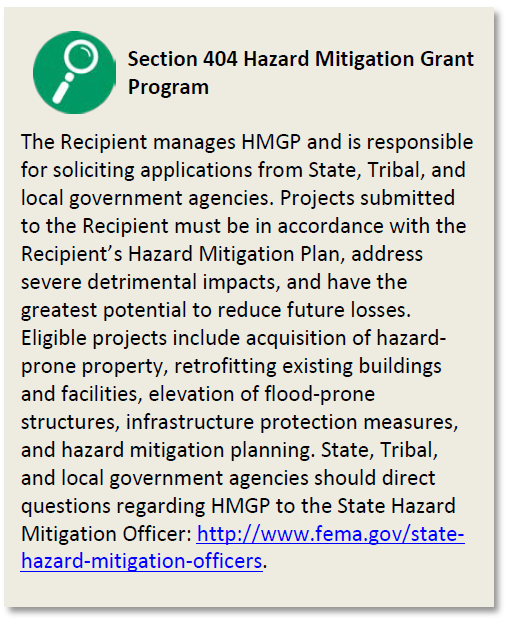 Section 404 Hazard Mitigation Grant
Program
The Recipient manages HMGP and is responsible
for soliciting applications from State, Tribal, and
local government agencies. Projects submitted
to the Recipient must be in accordance with the
Recipient’s Hazard Mitigation Plan, address
severe detrimental impacts, and have the
greatest potential to reduce future losses.
Eligible projects include acquisition of hazard-
prone property, retrofitting existing buildings
and facilities, elevation of flood-prone
structures, infrastructure protection measures,
and hazard mitigation planning. State, Tribal,
and local government agencies should direct
questions regarding HMGP to the State Hazard
Mitigation Officer: http://www.fema.gov/state-
hazard-mitigation-officers.